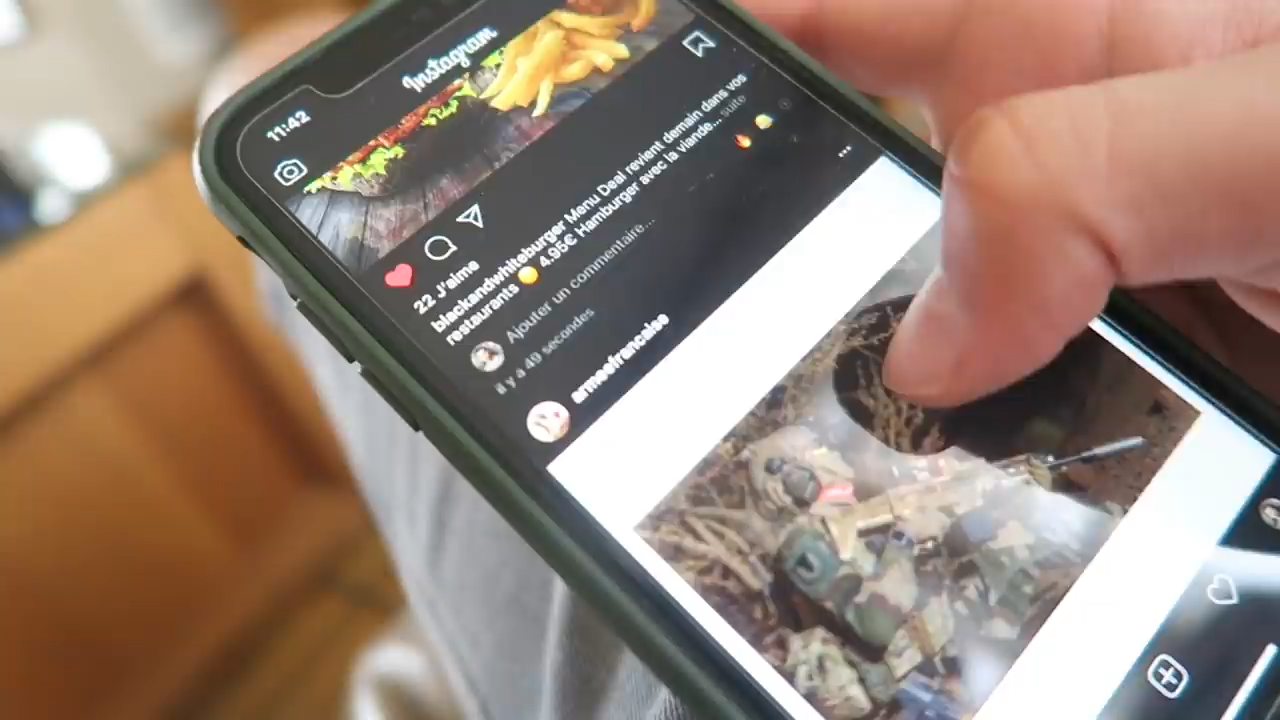 11:42
Instagram
22 J'aime
blackandwhiteburger Menu Deal revient demain dans vos
restaurants 🟡 4.95€ Hamburger avec la viande... suite
Ajouter un commentaire...
Il y a 49 secondes
armeefrancaise